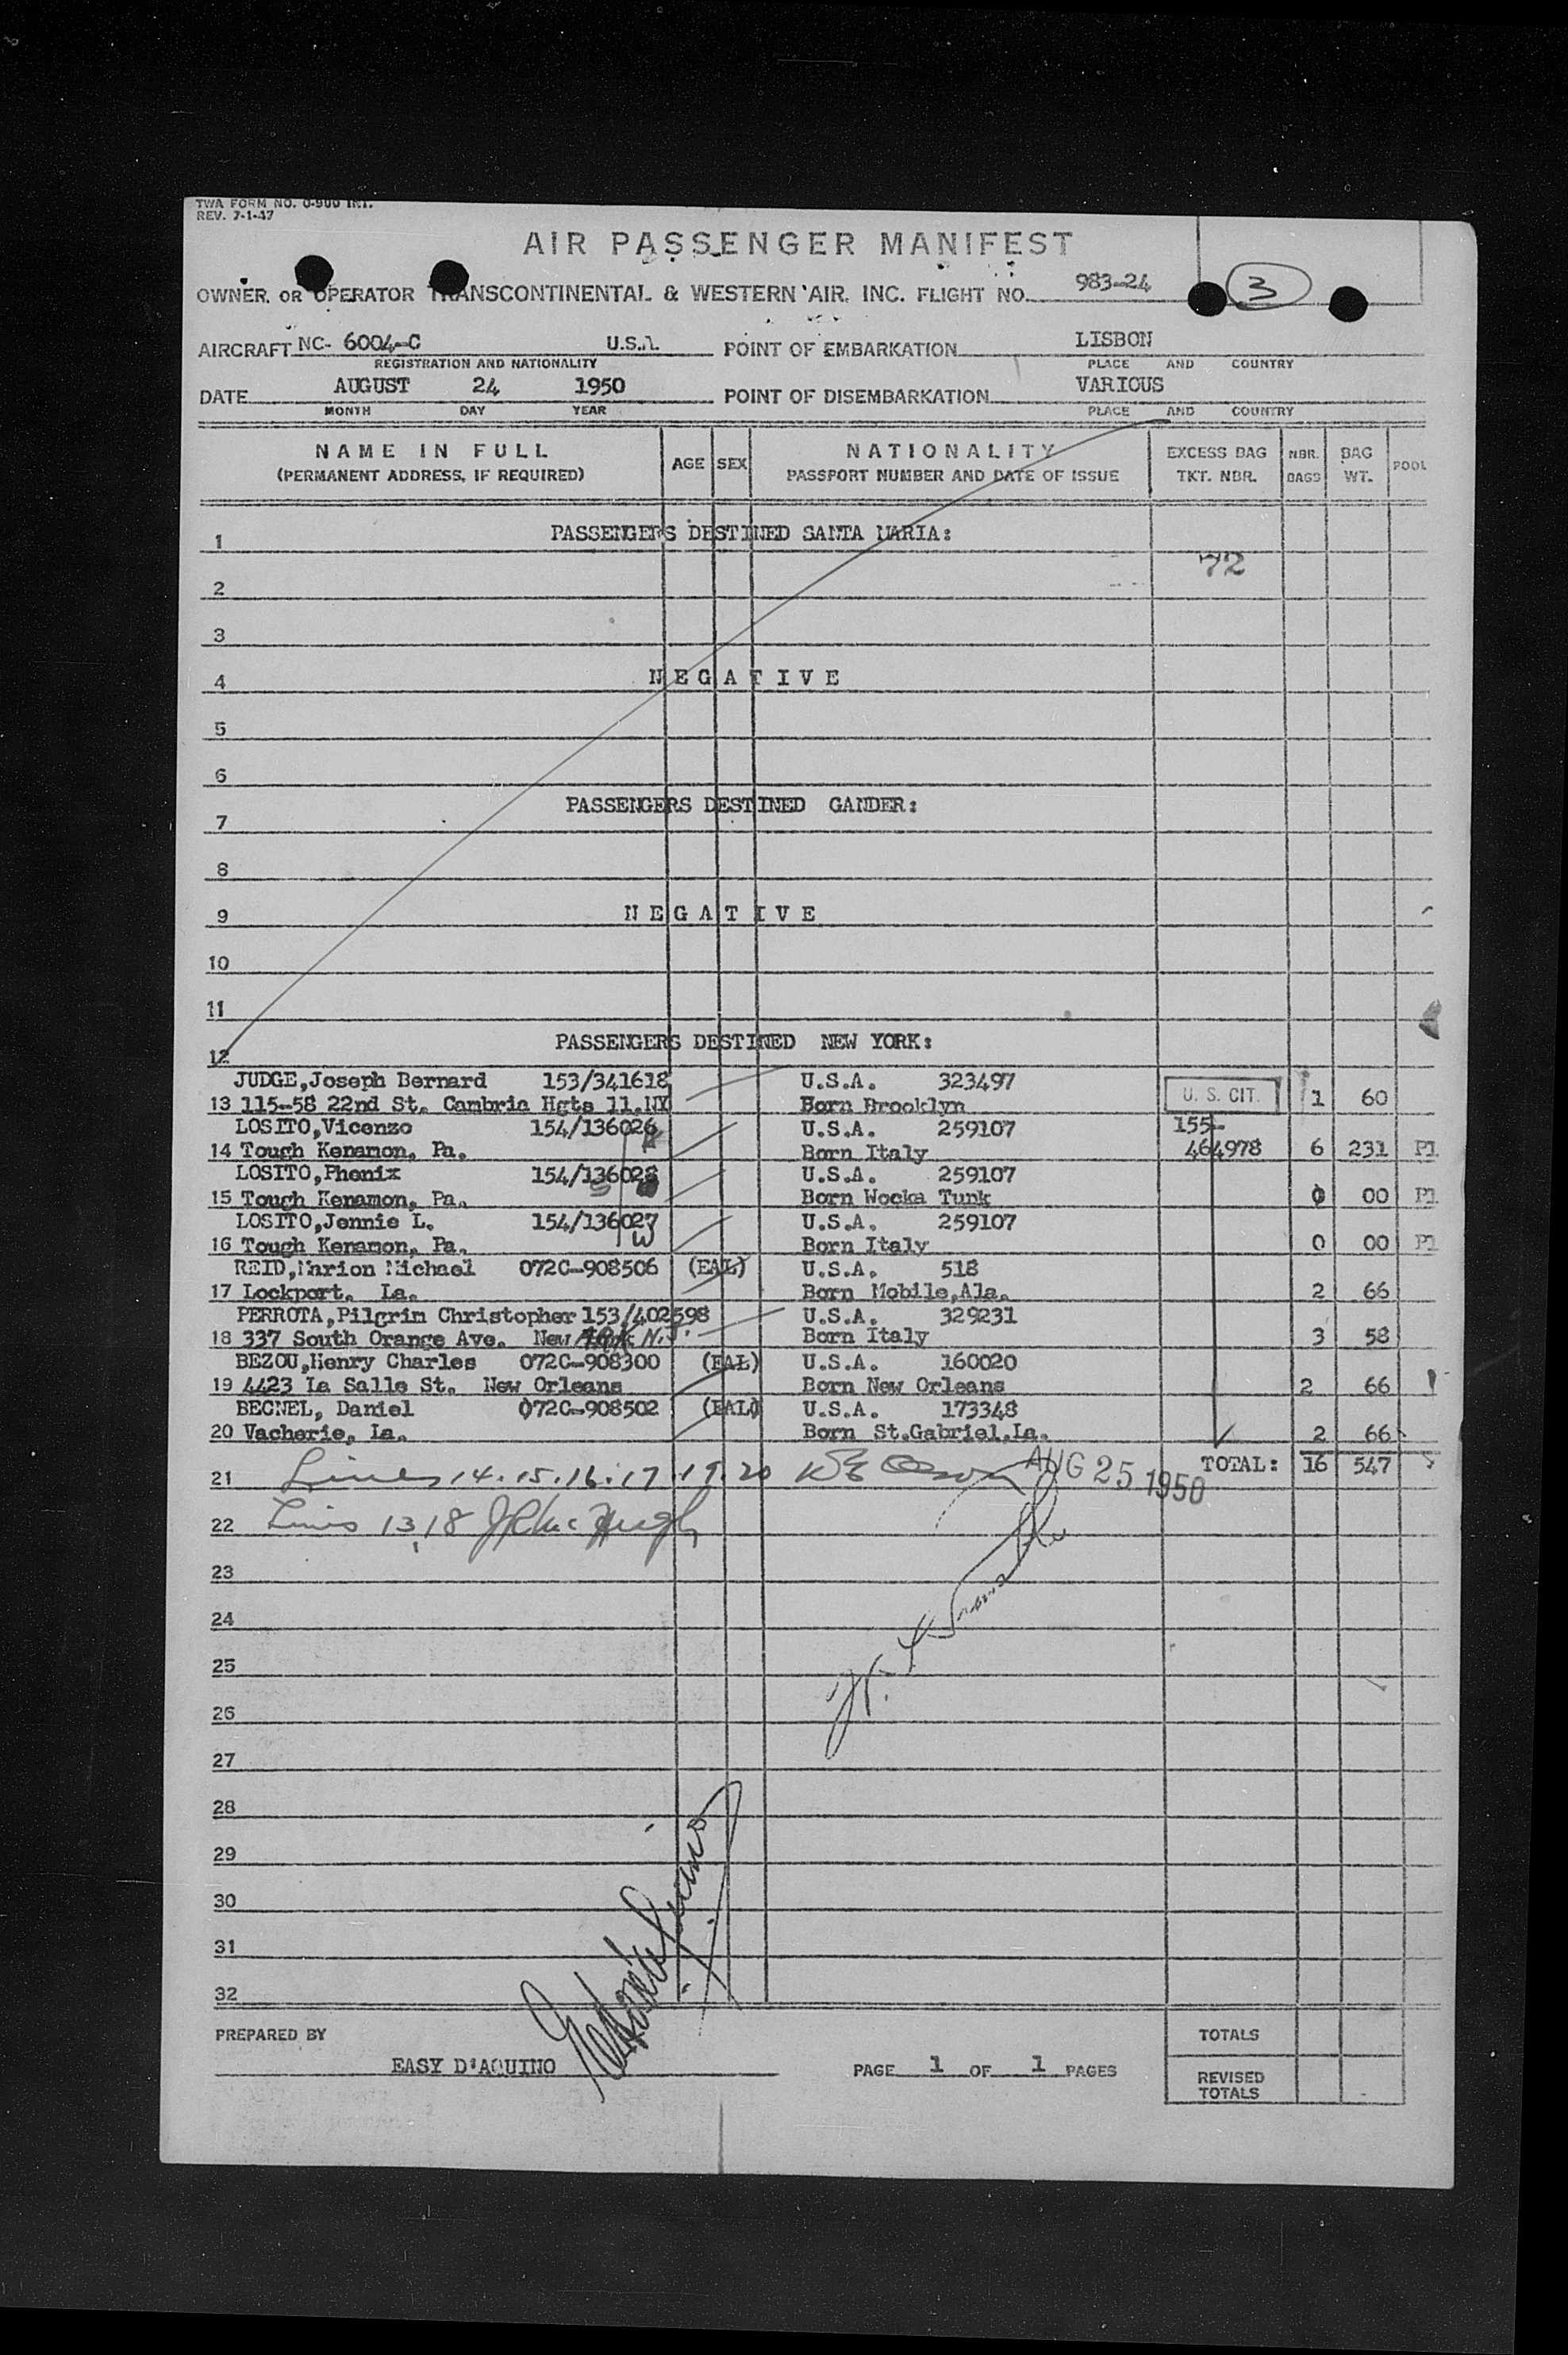 TWA FORM NO. O-900 INT.
REV. 7-1-47
AIR PASSENGER MANIFEST
OWNER OR OPERATOR TRANSCONTINENTAL & WESTERN AIR, INC. FLIGHT NO. 983-24
3
AIRCRAFT NC- 6004-C U.S.A. POINT OF EMBARKATION LISBON
REGISTRATION AND NATIONALITY PLACE AND COUNTRY
DATE AUGUST 24 1950 POINT OF DISEMBARKATION VARIOUS
MONTH DAY YEAR PLACE AND COUNTRY
NAME IN FULL AGE SEX NATIONALITY EXCESS BAG NBR. BAG POOL
(PERMANENT ADDRESS, IF REQUIRED) PASSPORT NUMBER AND DATE OF ISSUE TKT. NBR. BAGS WT.
1 PASSENGERS DESTINED SANTA MARIA:
72
2
3
4 NEGATIVE
5
6
PASSENGERS DESTINED GANDER:
7
8
9 NEGATIVE
10
11
12 PASSENGERS DESTINED NEW YORK:
JUDGE,Joseph Bernard 153/341618 U.S.A. 323497
13 115-58 22nd St. Cambria Hgts 11.NY Born Brooklyn U. S. CIT. 1 60
LOSITO,Vicenzo 154/136026 U.S.A. 259107 155-
14 Tough Kenamon, Pa. Born Italy 464978 6 231 Pl
LOSITO,Phenix 154/136028 U.S.A. 259107
15 Tough Kenamon, Pa. Born Wocka Tunk 0 00 Pl
LOSITO,Jennie L. 154/136027 U.S.A. 259107
W
16 Tough Kenamon, Pa. Born Italy 0 00 Pl
REID,Marion Michael 072C-908506 (EAL) U.S.A. 518
17 Lockport. La. Born Mobile,Ala. 2 66
PERROTA,Pilgrim Christopher 153/402598 U.S.A. 329231
18 337 South Orange Ave. New N.J. Born Italy 3 58
BEZOU,Henry Charles 072C-908300 (EAL) U.S.A. 160020
19 4423 La Salle St. New Orleans Born New Orleans 2 66
BECNEL, Daniel 072C-908502 (EAL) U.S.A. 173348
20 Vacherie, La. Born St.Gabriel.La. 2 66
21 Lines 14.15.16.17.19.20 AUG 25 1950 TOTAL: 16 547
22 Lines 13,18
23
24
25
26
27
28
29
30
31
32
PREPARED BY TOTALS
EASY D'AQUINO PAGE 1 OF 1 PAGES REVISED
TOTALS